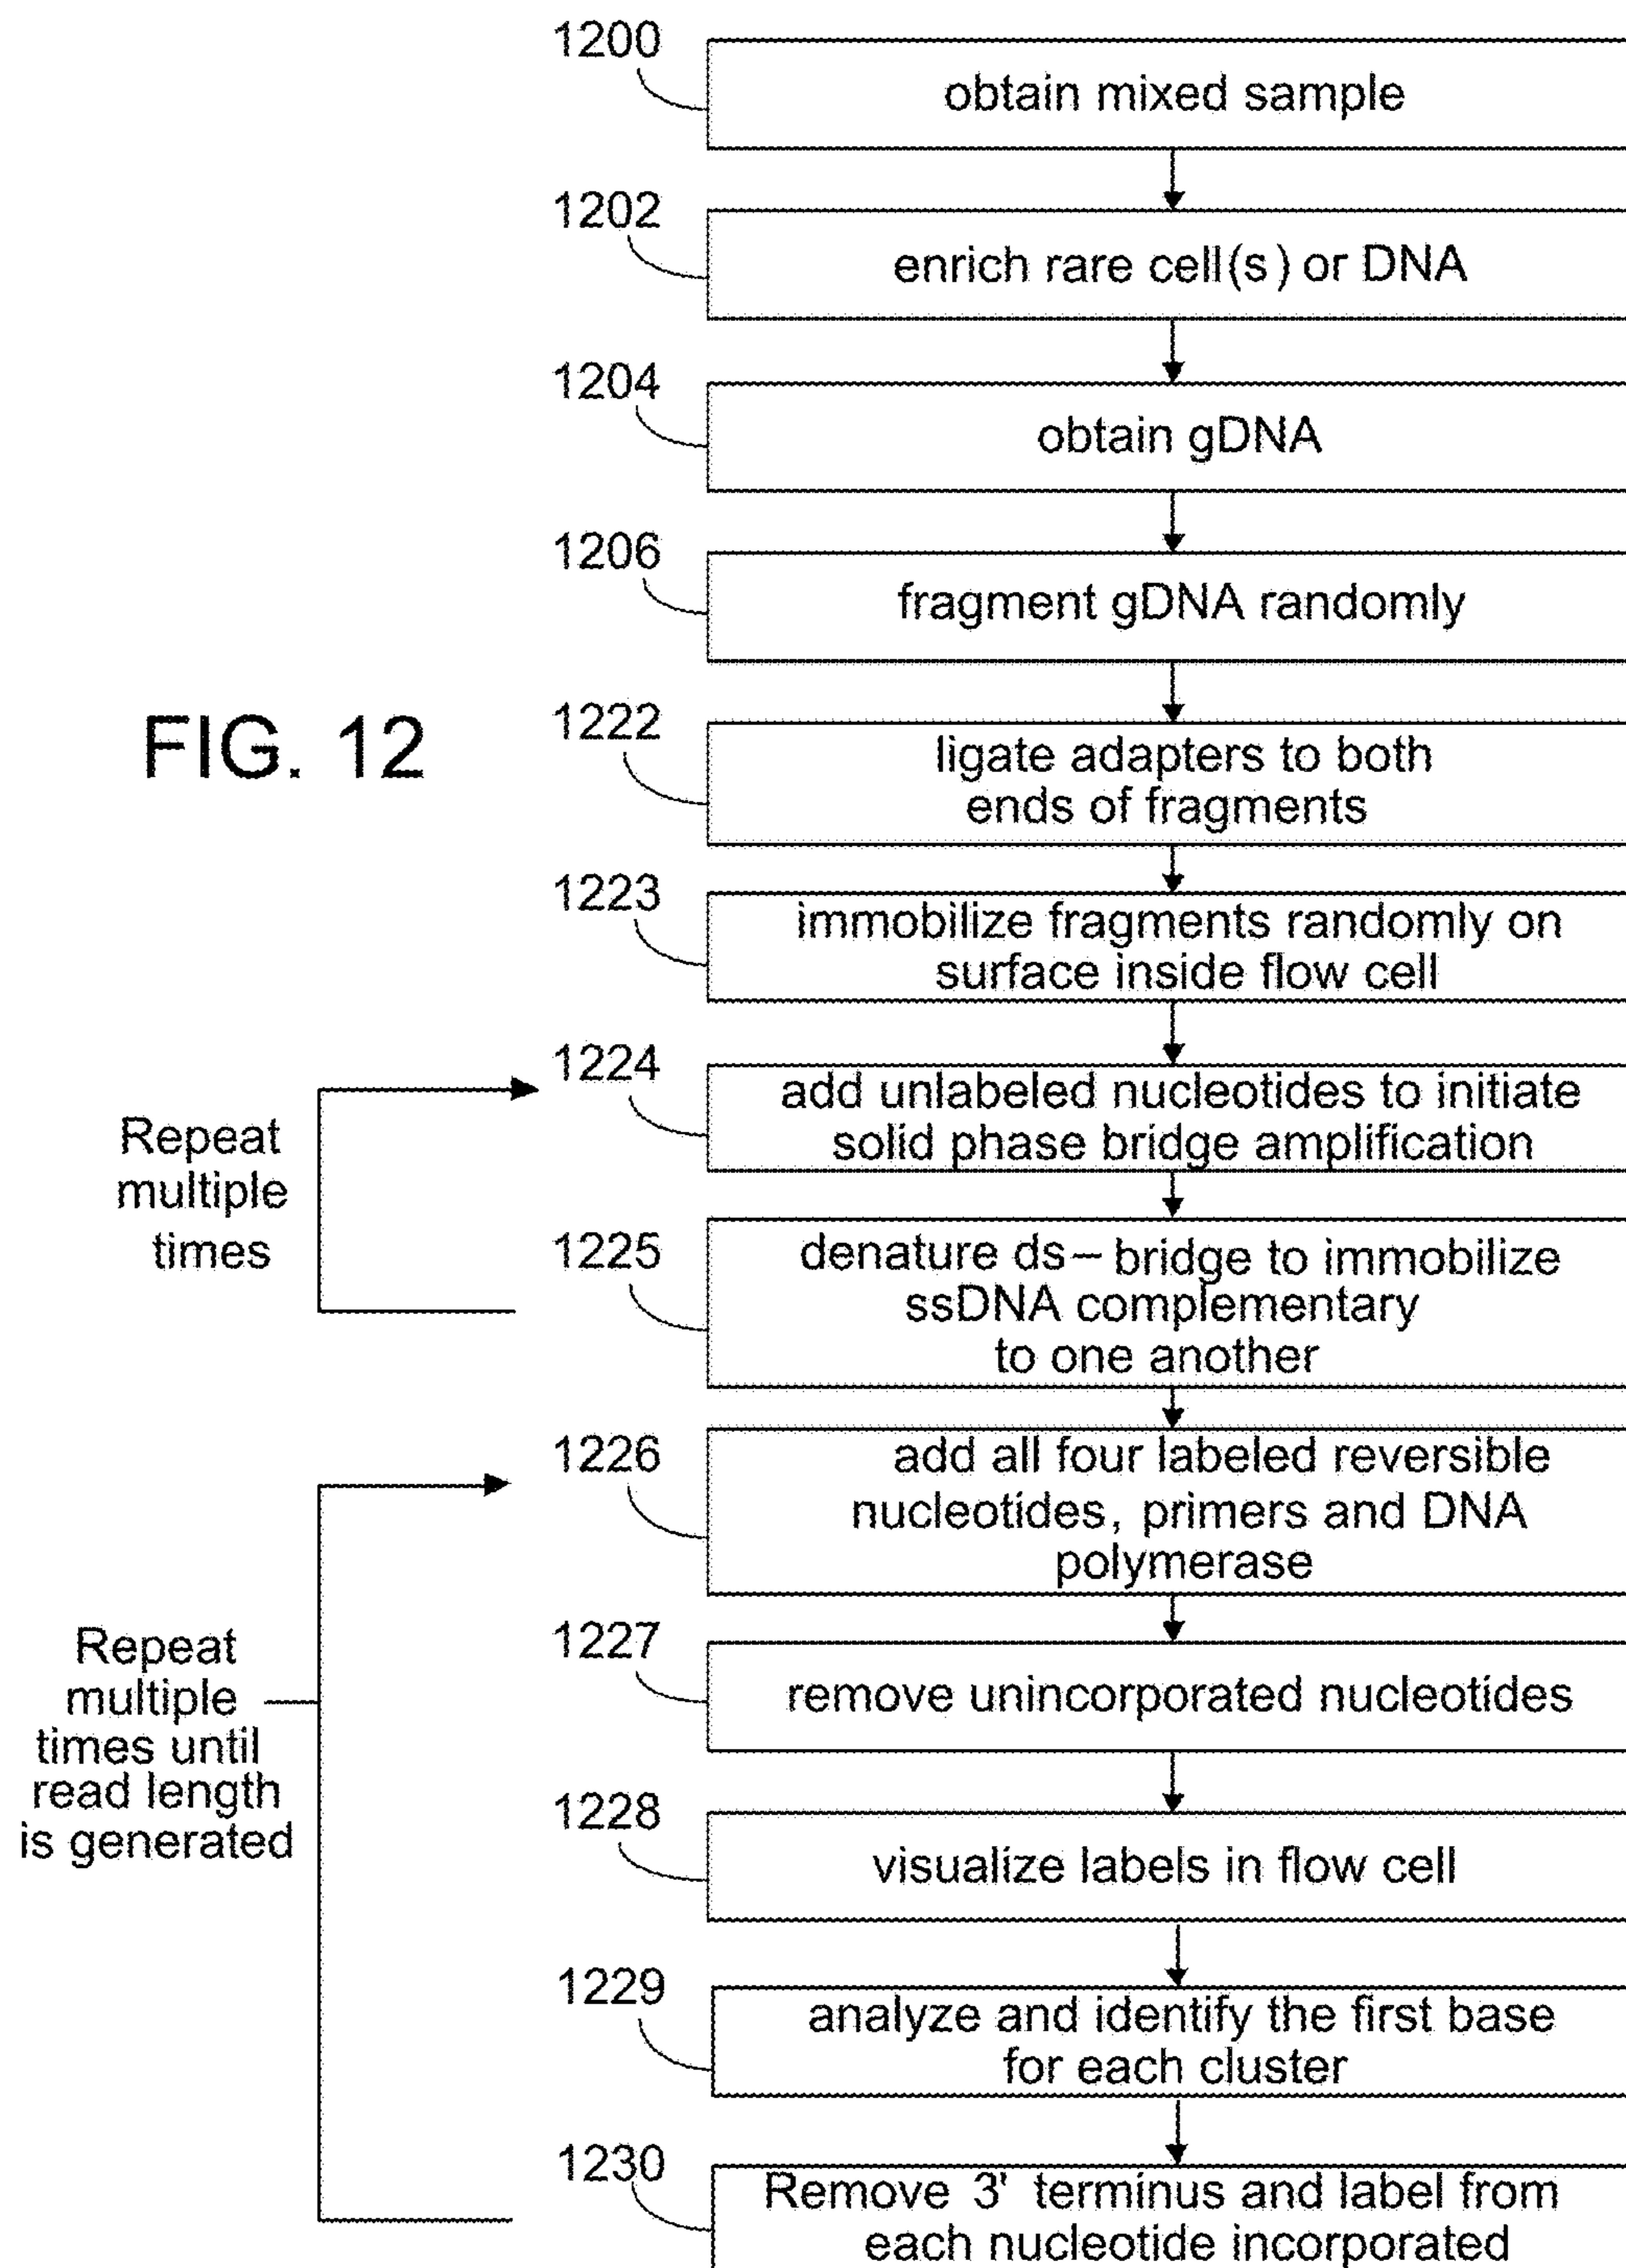 1200
obtain mixed sample
1202
enrich rare cell(s) or DNA
1204
obtain gDNA
1206
fragment gDNA randomly
FIG. 12
1222
ligate adapters to both
ends of fragments
1223
immobilize fragments randomly on
surface inside flow cell
Repeat
multiple
times
1224
add unlabeled nucleotides to initiate
solid phase bridge amplification
1225
denature ds–bridge to immobilize
ssDNA complementary
to one another
Repeat
multiple
times until
read length
is generated
1226
add all four labeled reversible
nucleotides, primers and DNA
polymerase
1227
remove unincorporated nucleotides
1228
visualize labels in flow cell
1229
analyze and identify the first base
for each cluster
1230
Remove 3' terminus and label from
each nucleotide incorporated